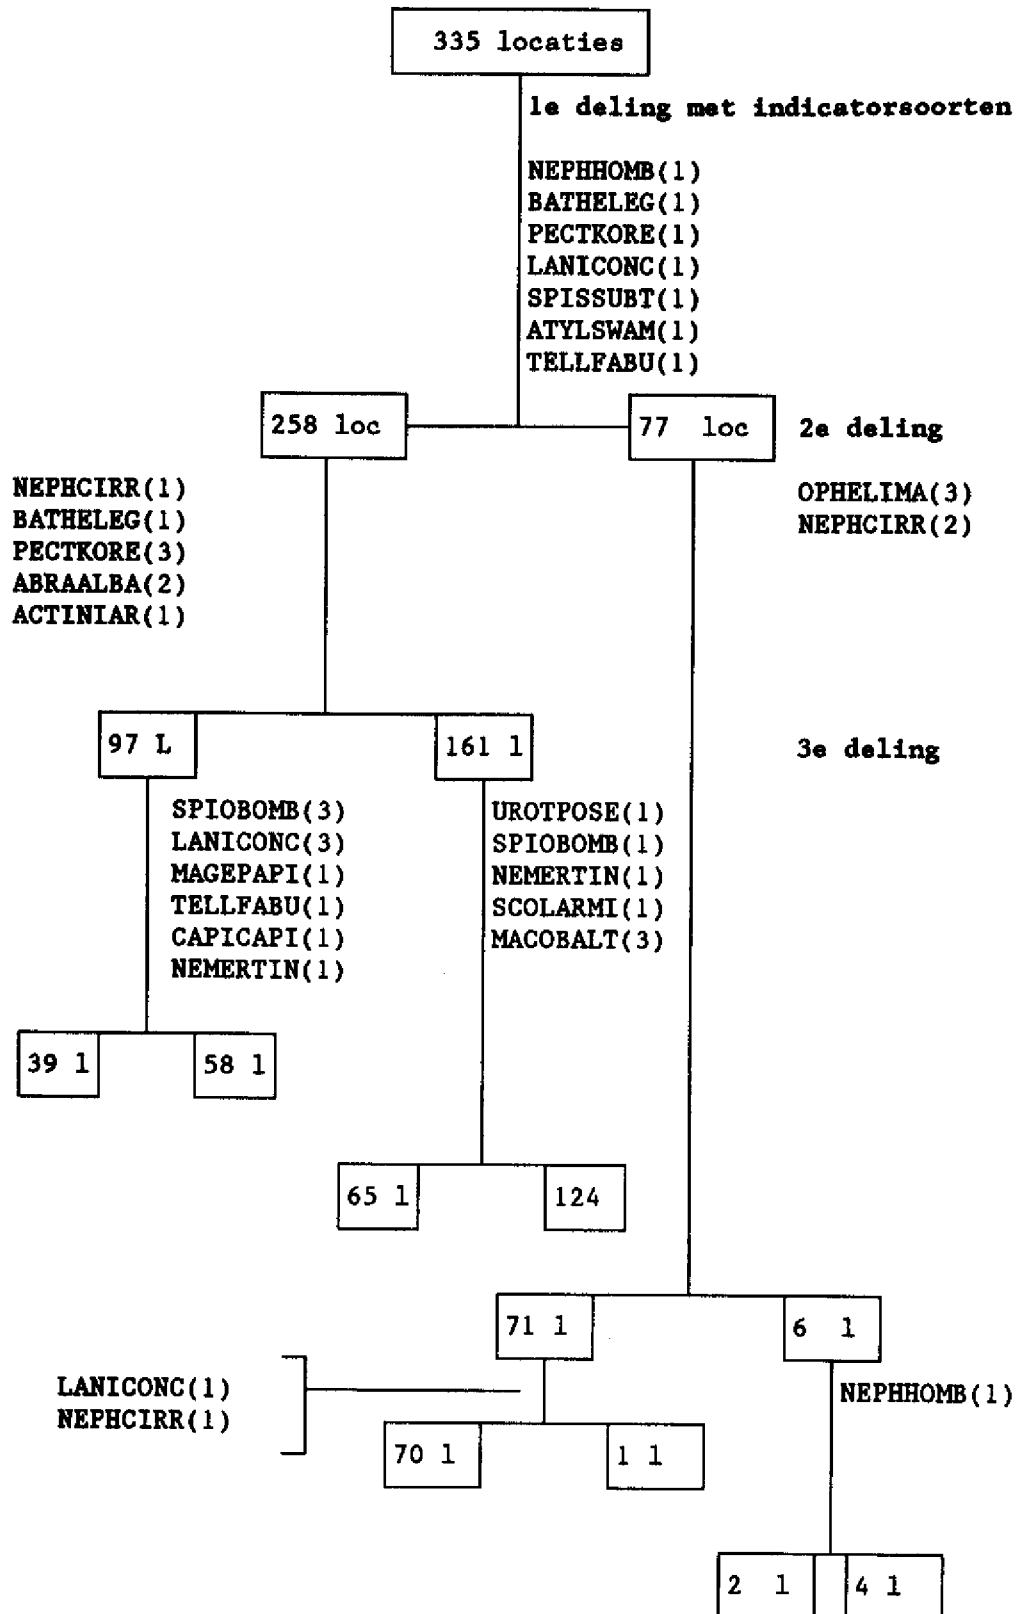 335 locaties
1e deling met indicatorsoorten
NEPHHOMB(1)
BATHELEG(1)
PECTKORE(1)
LANICONC(1)
SPISSUBT(1)
ATYLSWAM(1)
TELLFABU(1)
258 loc
77 loc
2e deling
NEPHCIRR(1)
BATHELEG(1)
PECTKORE(3)
ABRAALBA(2)
ACTINIAR(1)
OPHELIMA(3)
NEPHCIRR(2)
97 L
161 l
3e deling
SPIOBOMB(3)
LANICONC(3)
MAGEPAPI(1)
TELLFABU(1)
CAPICAPI(1)
NEMERTIN(1)
UROTPOSE(1)
SPIOBOMB(1)
NEMERTIN(1)
SCOLARMI(1)
MACOBALT(3)
39 l
58 l
65 l
124
71 l
6 l
LANICONC(1)
NEPHCIRR(1)
NEPHHOMB(1)
70 l
1 l
2 l
4 l